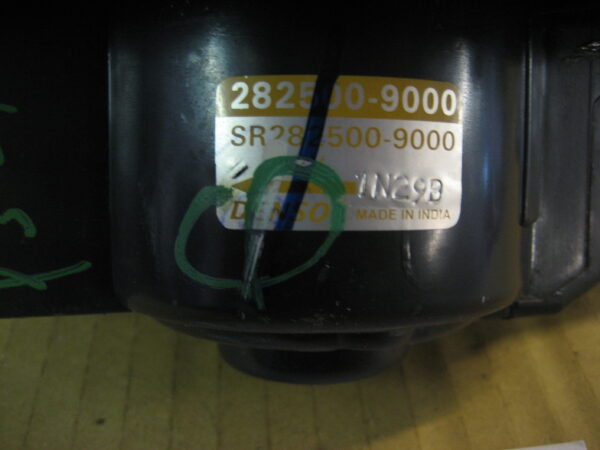 282500-9000
SR282500-9000
1N29B
DENSO MADE IN INDIA